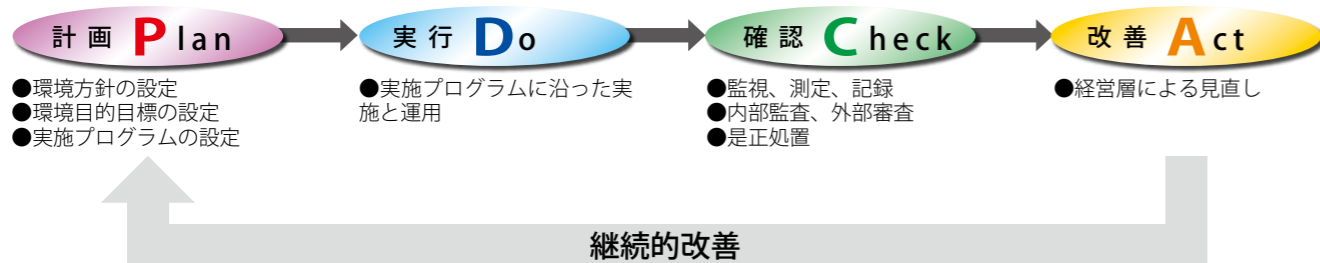 計画 Plan
●環境方針の設定
●環境目的目標の設定
●実施プログラムの設定
実行 Do
●実施プログラムに沿った実
施と運用
確認 Check
●監視、測定、記録
●内部監査、外部審査
●是正処置
改善 Act
●経営層による見直し
継続的改善